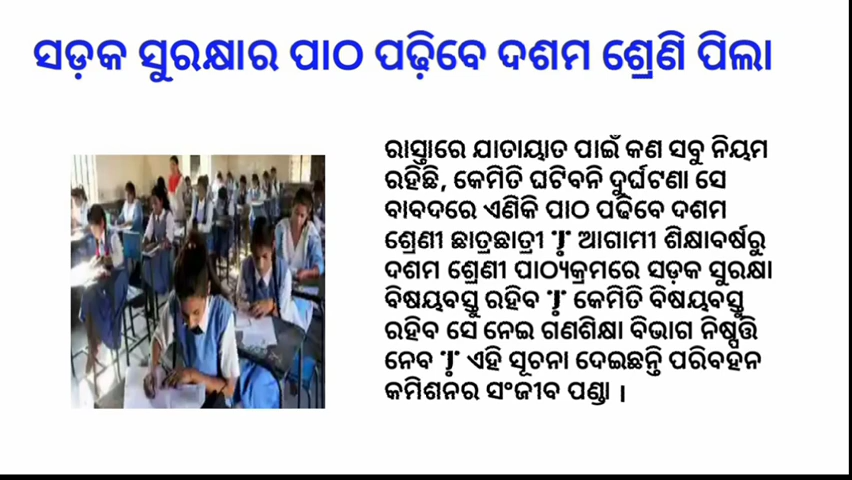 ସଡ଼କ ସୁରକ୍ଷାର ପାଠ ପଢ଼ିବେ ଦଶମ ଶ୍ରେଣି ପିଲା
ରାସ୍ତାରେ ଯାତାୟାତ ପାଇଁ କଣ ସବୁ ନିୟମ
ରହିଛି, କେମିତି ଘଟିବନି ଦୁର୍ଘଟଣା ସେ
ବାବଦରେ ଏଣିକି ପାଠ ପଢିବେ ଦଶମ
ଶ୍ରେଣୀ ଛାତ୍ରଛାତ୍ରୀ ଆଗାମୀ ଶିକ୍ଷାବର୍ଷରୁ
ଦଶମ ଶ୍ରେଣୀ ପାଠ୍ୟକ୍ରମରେ ସଡ଼କ ସୁରକ୍ଷା
ବିଷୟବସ୍ତୁ ରହିବ କେମିତି ବିଷୟବସ୍ତୁ
ରହିବ ସେ ନେଇ ଗଣଶିକ୍ଷା ବିଭାଗ ନିଷ୍ପତ୍ତି
ନେବ ଏହି ସୂଚନା ଦେଇଛନ୍ତି ପରିବହନ
କମିଶନର ସଂଜୀବ ପଣ୍ଡା ।